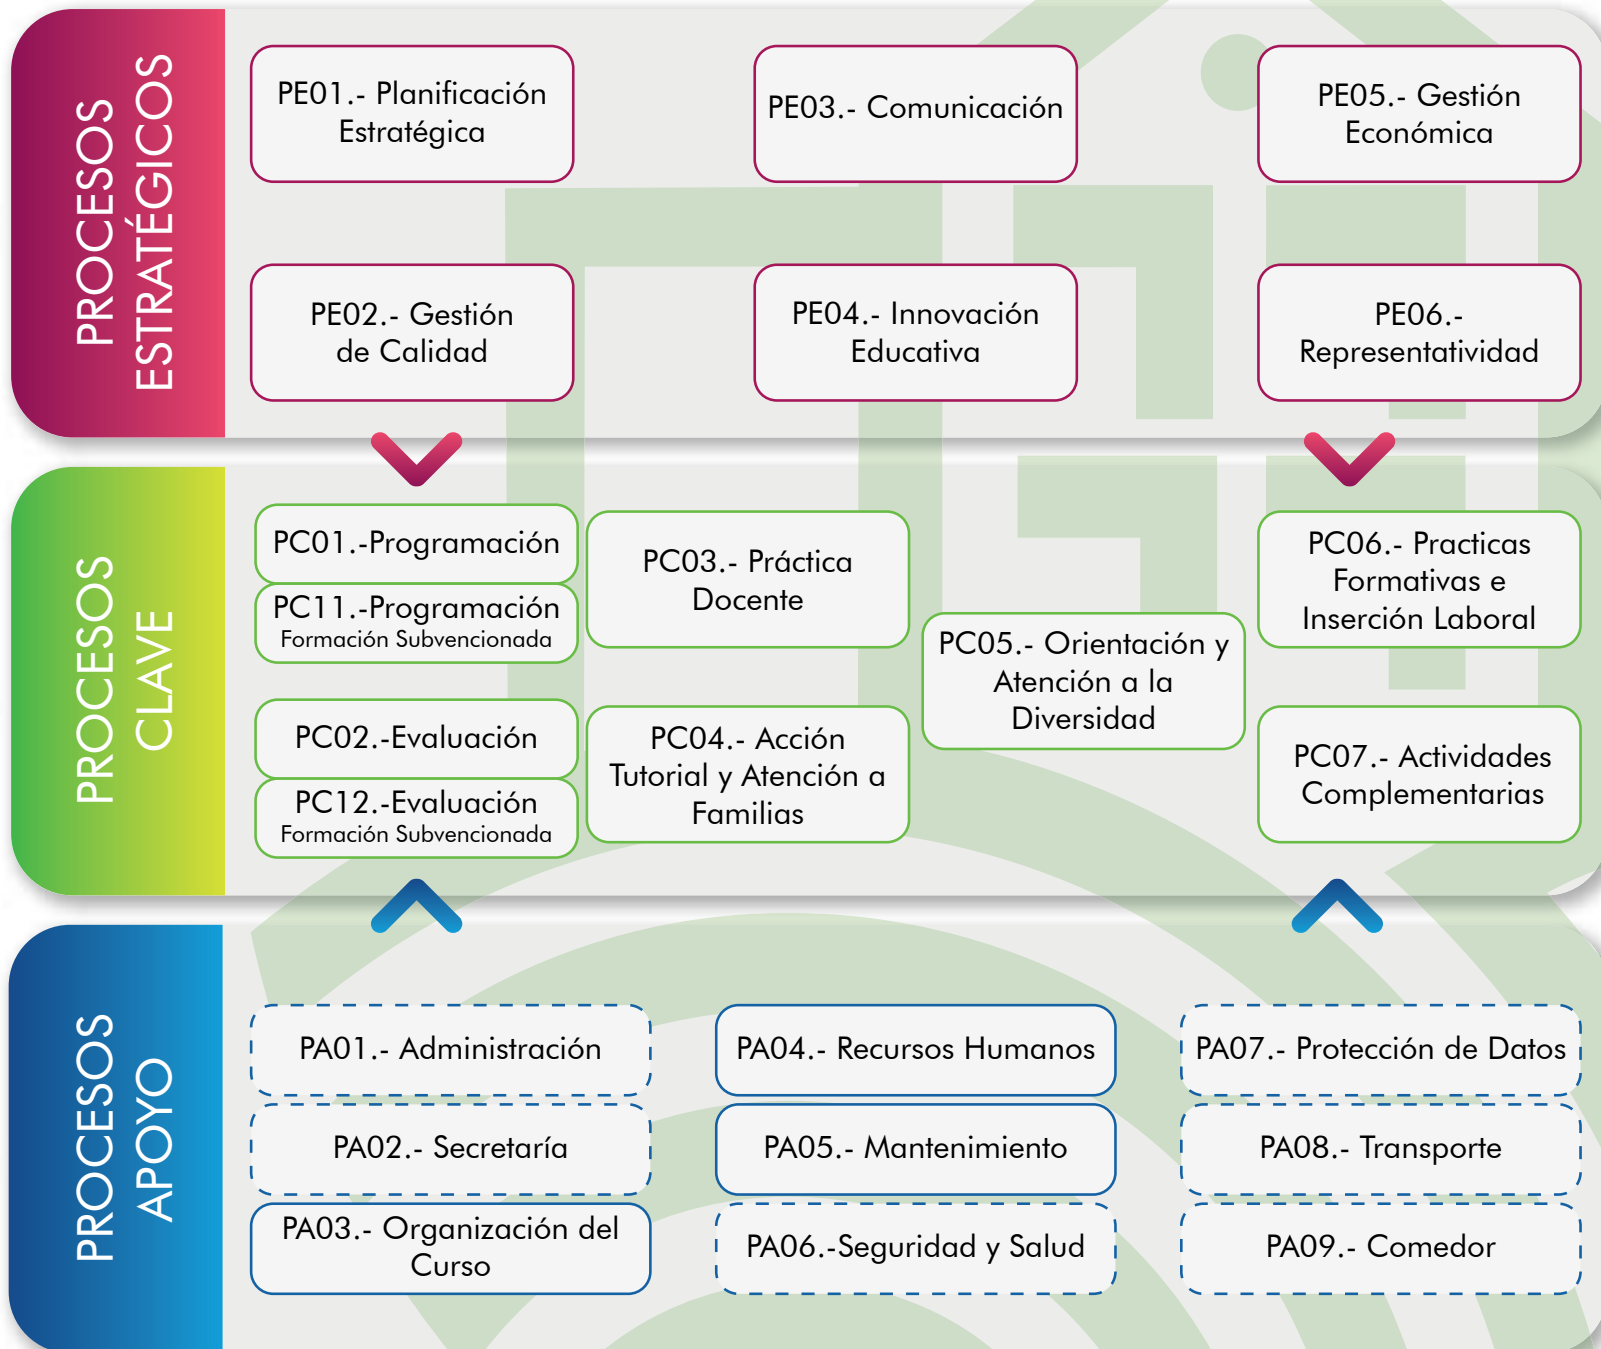 PROCESOS
ESTRATÉGICOS
PE01.- Planificación
Estratégica
PE03.- Comunicación
PE05.- Gestión
Económica
PE02.- Gestión
de Calidad
PE04.- Innovación
Educativa
PE06.-
Representatividad
PROCESOS
CLAVE
PC01.-Programación
PC11.-Programación
Formación Subvencionada
PC02.-Evaluación
PC12.-Evaluación
Formación Subvencionada
PC03.- Práctica
Docente
PC04.- Acción
Tutorial y Atención a
Familias
PC05.- Orientación y
Atención a la
Diversidad
PC06.- Practicas
Formativas e
Inserción Laboral
PC07.- Actividades
Complementarias
PROCESOS
APOYO
PA01.- Administración
PA02.- Secretaría
PA03.- Organización del
Curso
PA04.- Recursos Humanos
PA05.- Mantenimiento
PA06.-Seguridad y Salud
PA07.- Protección de Datos
PA08.- Transporte
PA09.- Comedor